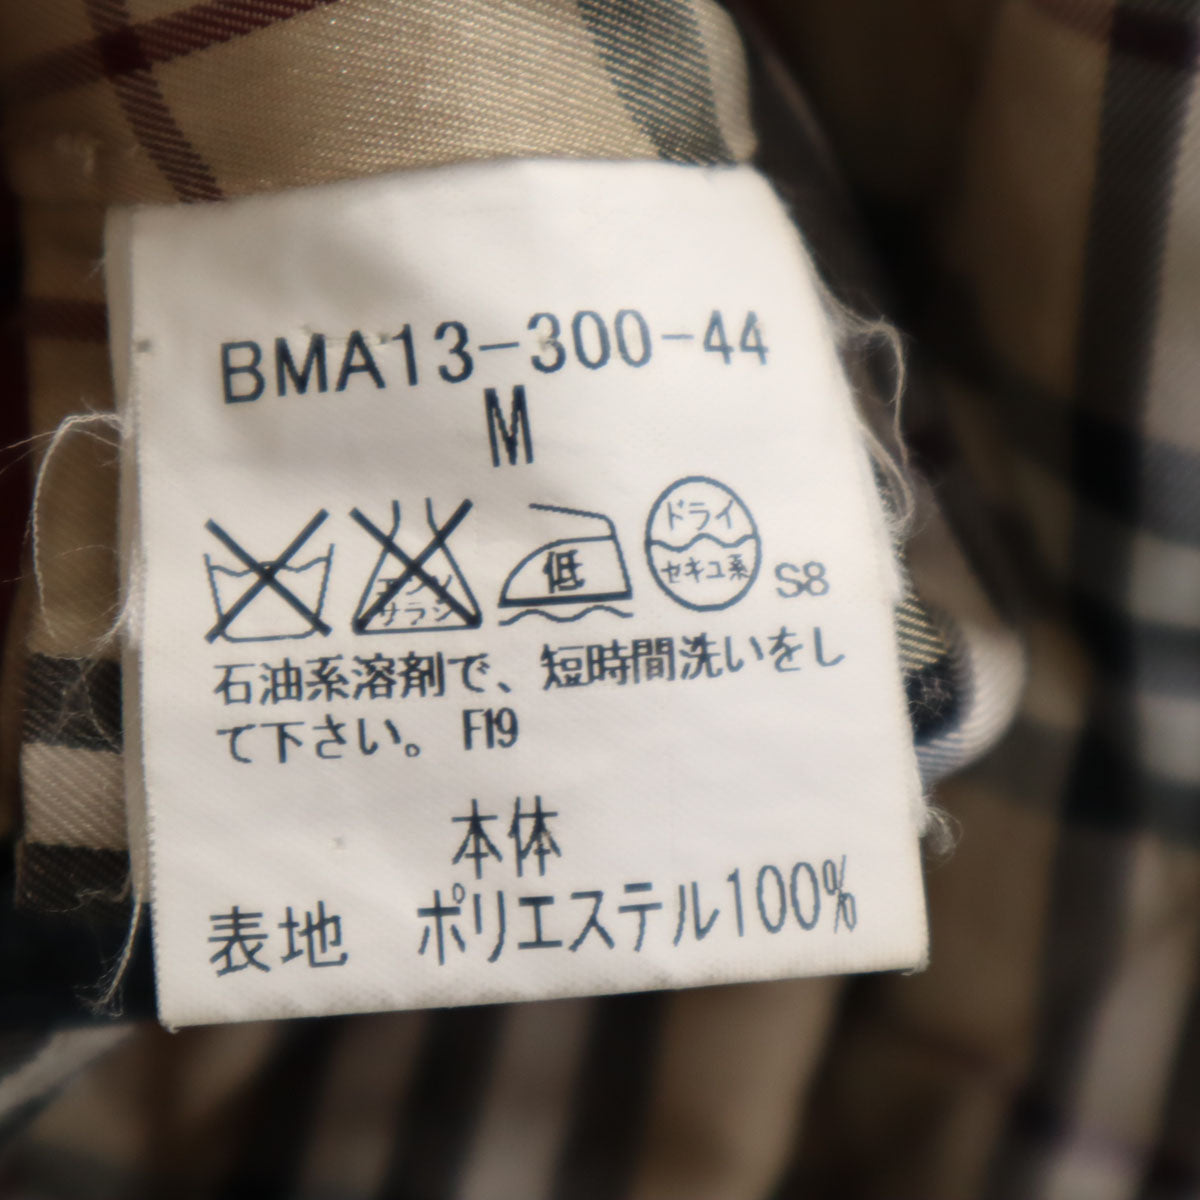 BMA13-300-44
M
エンソ
サラシ
低
ドライ
セキユ系
S8
石油系溶剤で、短時間洗いをし
て下さい。F19
本体
表地 ポリエステル100%